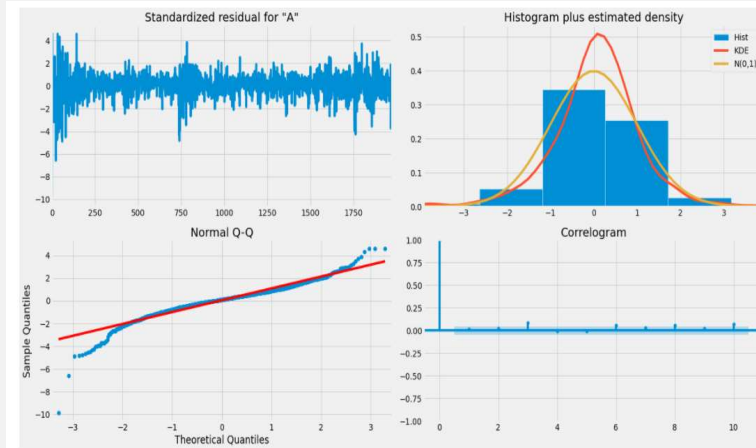 Standardized residual for "A"
4
2
0
−2
−4
−6
−8
−10
0 250 500 750 1000 1250 1500 1750
Histogram plus estimated density
Hist
KDE
N(0,1)
0.5
0.4
0.3
0.2
0.1
0.0
−3 −2 −1 0 1 2 3
Normal Q-Q
Sample Quantiles
4
2
0
−2
−4
−6
−8
−10
−3 −2 −1 0 1 2 3
Theoretical Quantiles
Correlogram
1.00
0.75
0.50
0.25
0.00
−0.25
−0.50
−0.75
−1.00
0 2 4 6 8 10